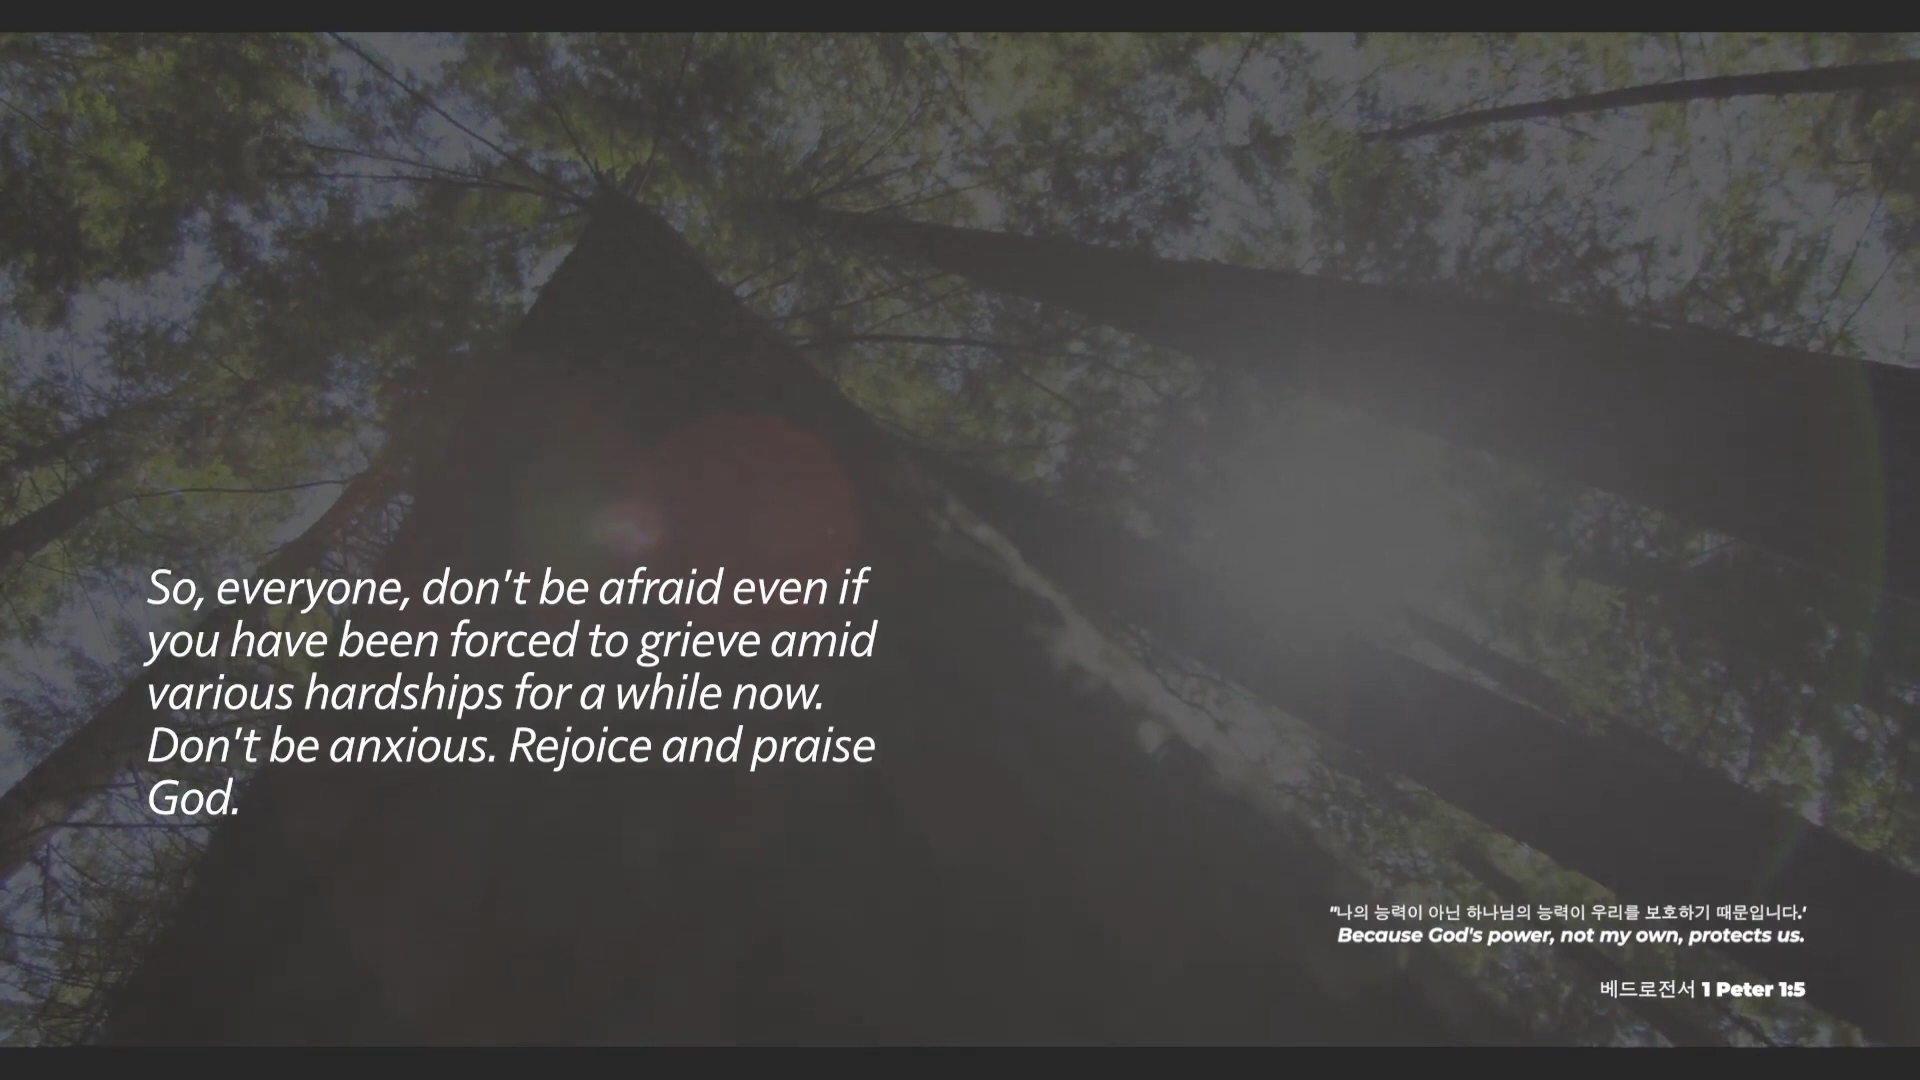 So, everyone, don't be afraid even if
you have been forced to grieve amid
various hardships for a while now.
Don't be anxious. Rejoice and praise
God.
"나의 능력이 아닌 하나님의 능력이 우리를 보호하기 때문입니다.'
Because God's power, not my own, protects us.
베드로전서 1 Peter 1:5